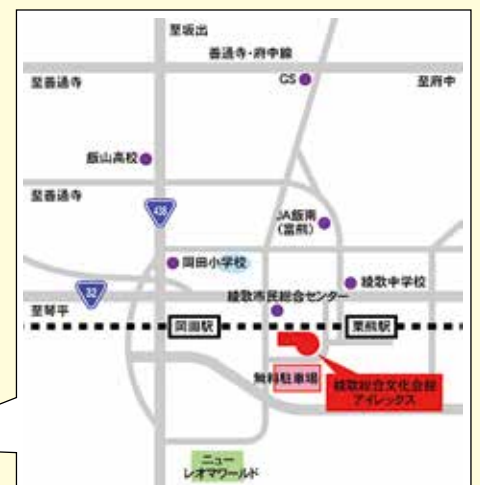 至坂出
善通寺・府中線
至善通寺
GS
至府中
飯山高校
至善通寺
438
JA飯南
(富熊)
岡田小学校
綾歌中学校
32
綾歌市民総合センター
至琴平
岡田駅
栗熊駅
無料駐車場
綾歌総合文化会館
アイレックス
ニュー
レオマワールド